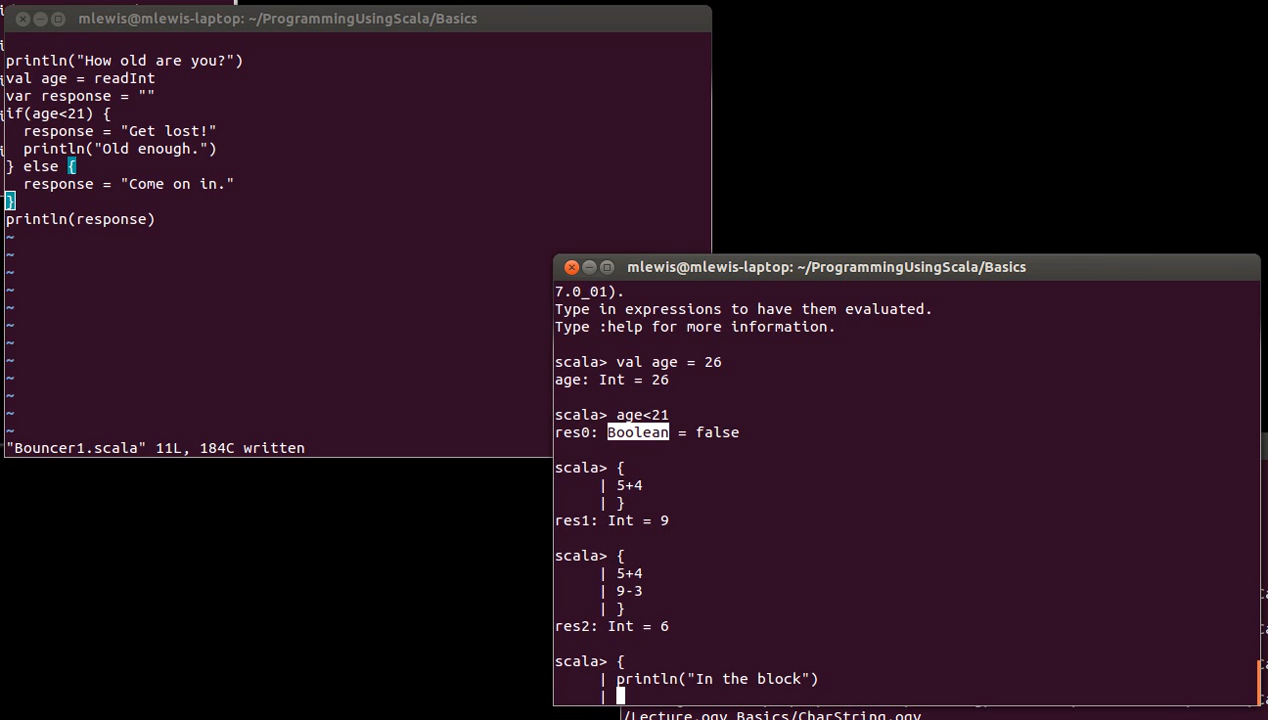 mlewis@mlewis-laptop: ~/ProgrammingUsingScala/Basics
println("How old are you?")
val age = readInt
var response = ""
if(age<21) {
  response = "Get lost!"
  println("Old enough.")
} else {
  response = "Come on in."
}
println(response)
~
~
~
~
~
~
~
~
~
~
~
~
"Bouncer1.scala" 11L, 184C written
mlewis@mlewis-laptop: ~/ProgrammingUsingScala/Basics
7.0_01).
Type in expressions to have them evaluated.
Type :help for more information.
scala> val age = 26
age: Int = 26
scala> age<21
res0: Boolean = false
scala> {
     | 5+4
     | }
res1: Int = 9
scala> {
     | 5+4
     | 9-3
     | }
res2: Int = 6
scala> {
     | println("In the block")
     |
/Lecture.ogv Basics/CharString.ogv